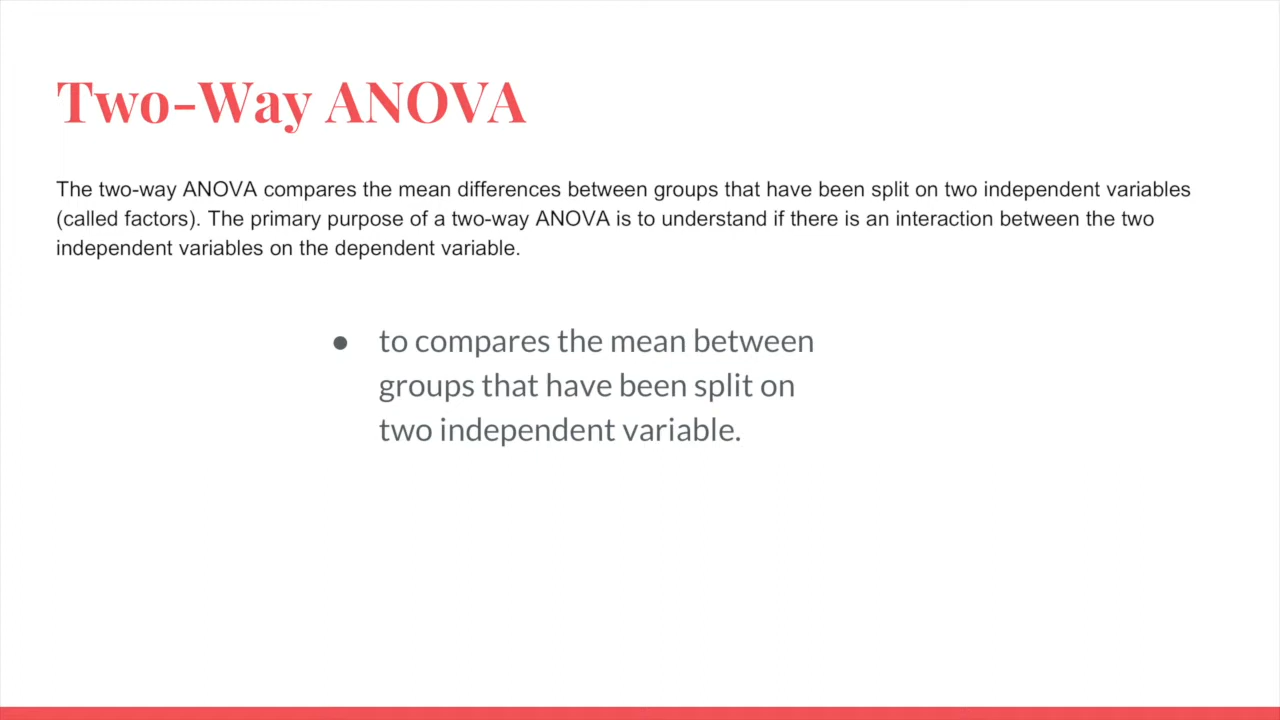 Two-Way ANOVA
The two-way ANOVA compares the mean differences between groups that have been split on two independent variables
(called factors). The primary purpose of a two-way ANOVA is to understand if there is an interaction between the two
independent variables on the dependent variable.
● to compares the mean between
groups that have been split on
two independent variable.